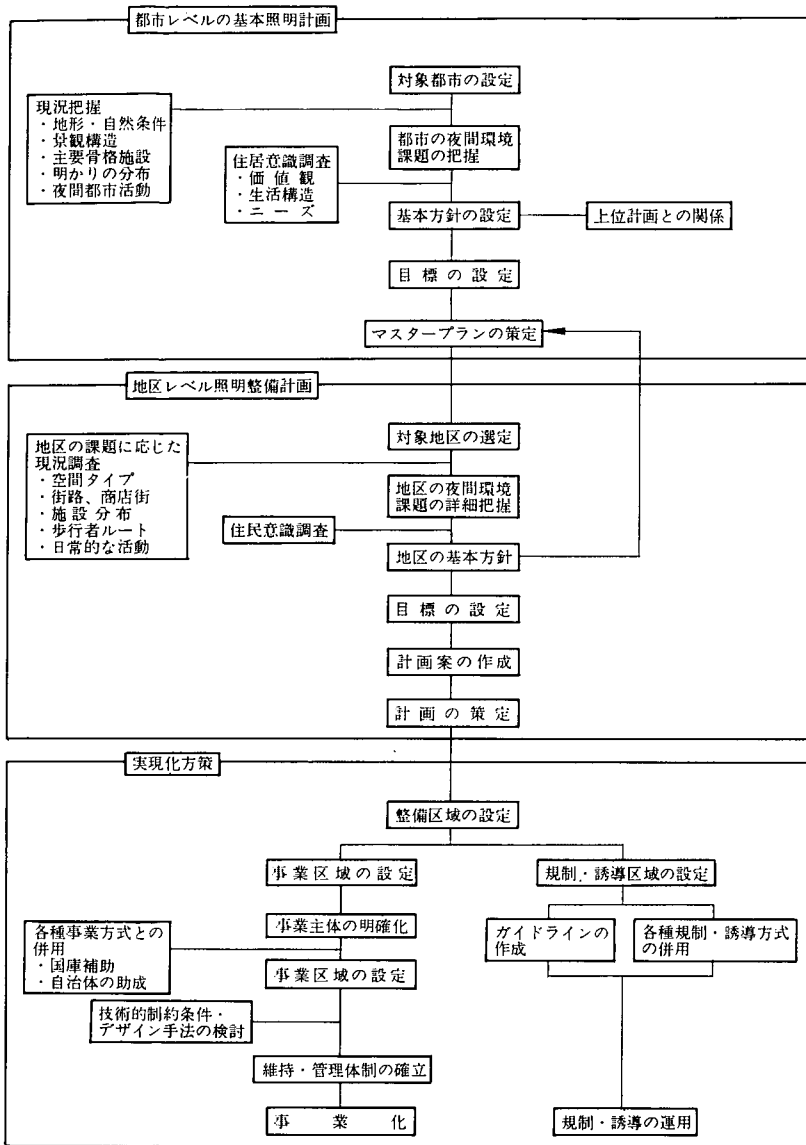 都市レベルの基本照明計画
対象都市の設定
現況把握
・地形・自然条件
・景観構造
・主要骨格施設
・明かりの分布
・夜間都市活動
都市の夜間環境
課題の把握
住居意識調査
・価値観
・生活構造
・ニーズ
基本方針の設定
上位計画との関係
目標の設定
マスタープランの策定
地区レベル照明整備計画
対象地区の選定
地区の課題に応じた
現況調査
・空間タイプ
・街路、商店街
・施設分布
・歩行者ルート
・日常的な活動
地区の夜間環境
課題の詳細把握
住民意識調査
地区の基本方針
目標の設定
計画案の作成
計画の策定
実現化方策
整備区域の設定
事業区域の設定
規制・誘導区域の設定
事業主体の明確化
各種事業方式との
併用
・国庫補助
・自治体の助成
ガイドラインの
作成
各種規制・誘導方式
の併用
事業区域の設定
技術的制約条件・
デザイン手法の検討
維持・管理体制の確立
事業化
規制・誘導の運用